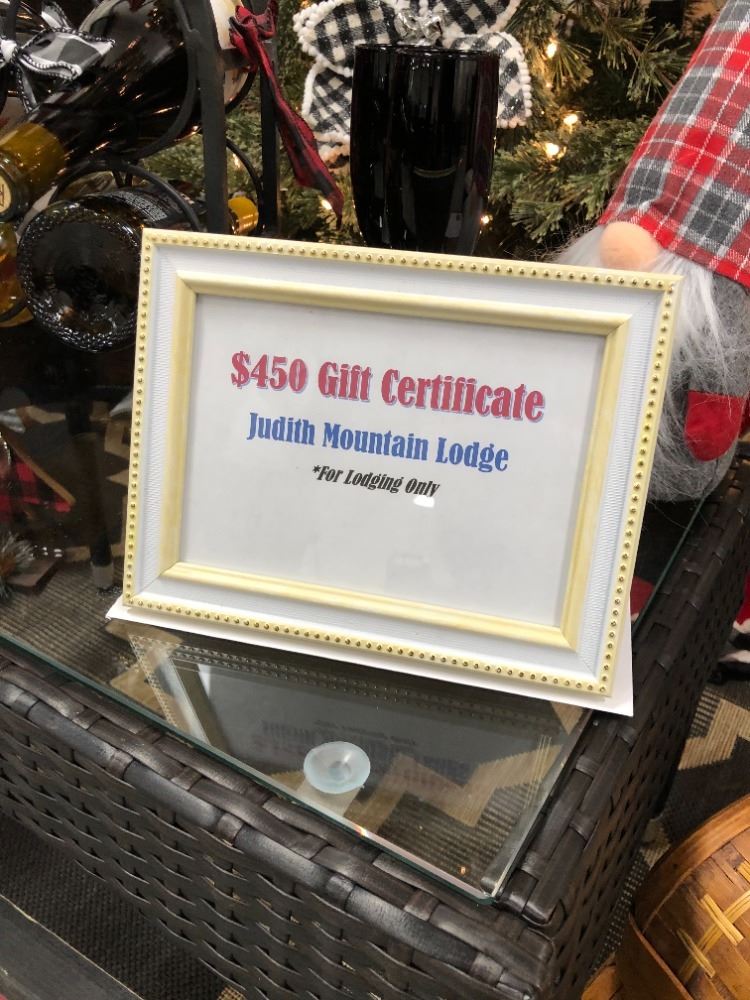 $450 Gift Certificate
Judith Mountain Lodge
*For Lodging Only